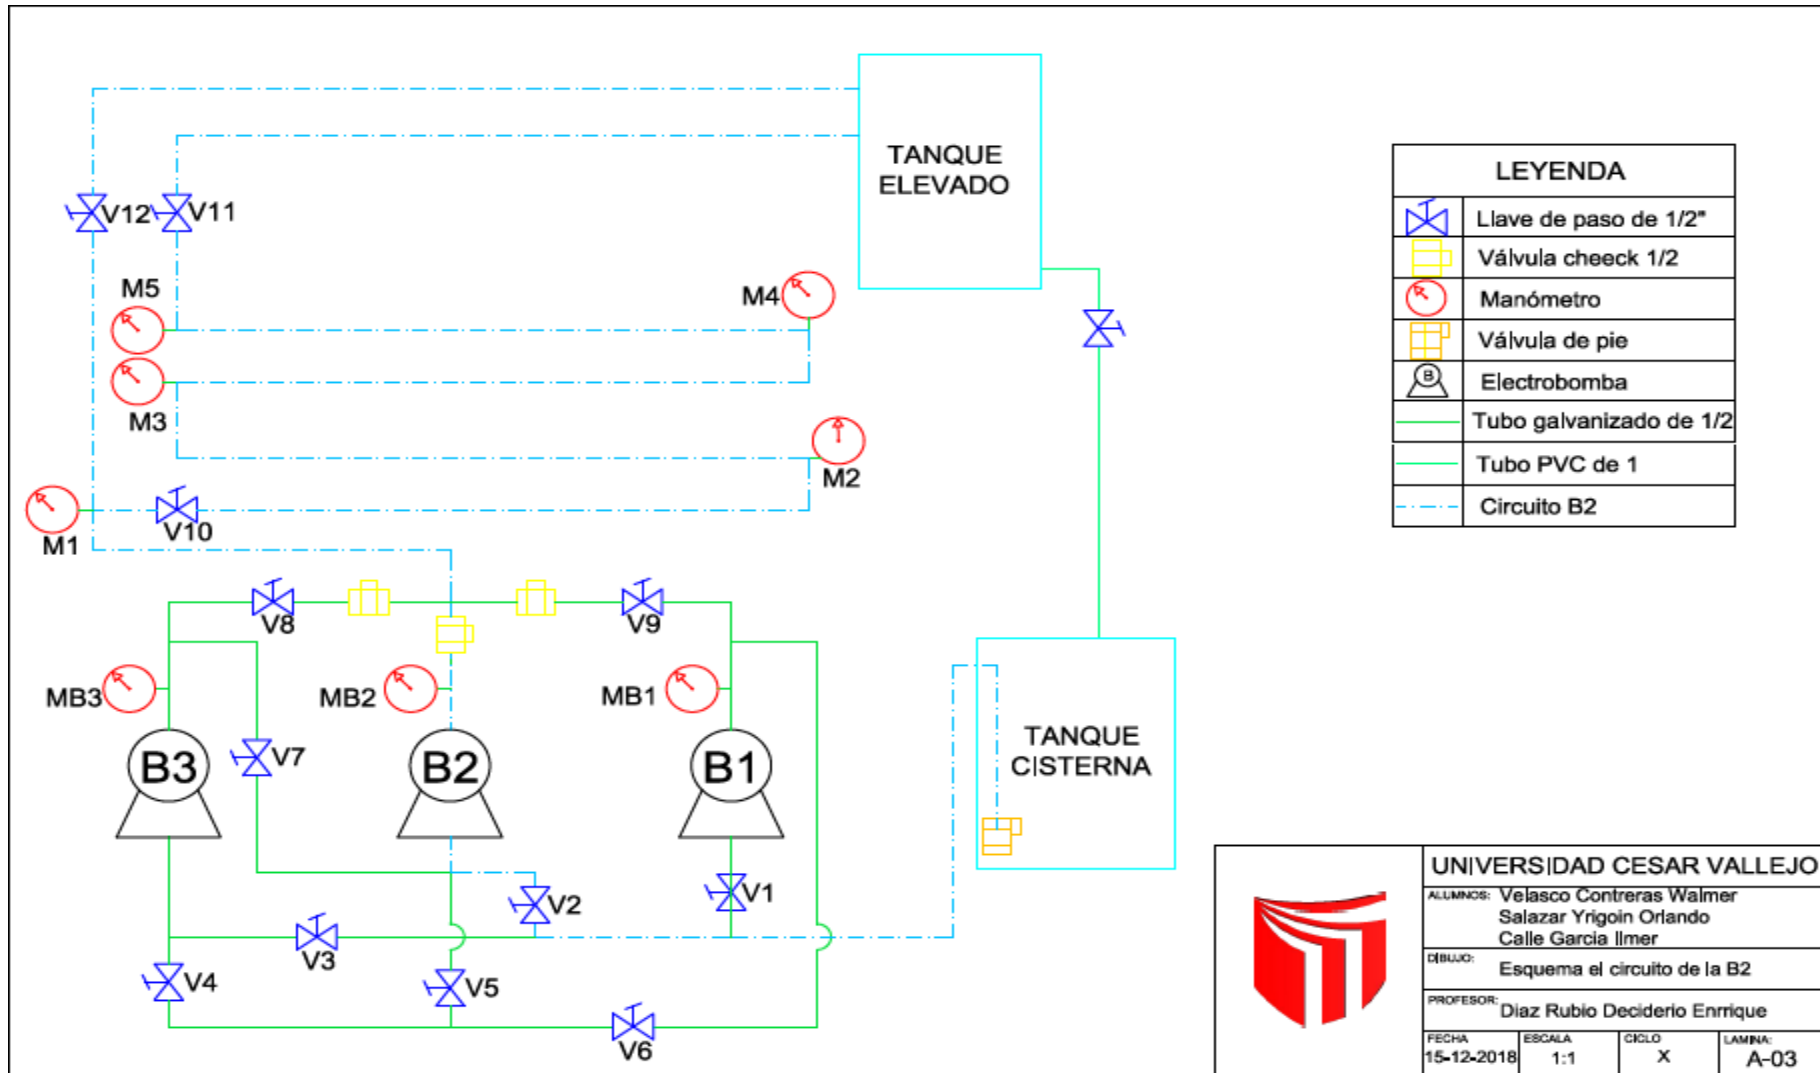 TANQUE
ELEVADO
V12
V11
M5
M4
M3
M2
M1
V10
V8
V9
MB3
MB2
MB1
B3
B2
B1
V7
TANQUE
CISTERNA
V2
V1
V3
V4
V5
V6
LEYENDA
Llave de paso de 1/2"
Válvula cheeck 1/2
Manómetro
Válvula de pie
B
Electrobomba
Tubo galvanizado de 1/2
Tubo PVC de 1
Circuito B2
UNIVERSIDAD CESAR VALLEJO
ALUMNOS: Velasco Contreras Walmer
Salazar Yrigoin Orlando
Calle Garcia Ilmer
DIBUJO: Esquema el circuito de la B2
PROFESOR: Diaz Rubio Deciderio Enrrique
FECHA ESCALA CICLO LAMINA:
15-12-2018 1:1 X A-03